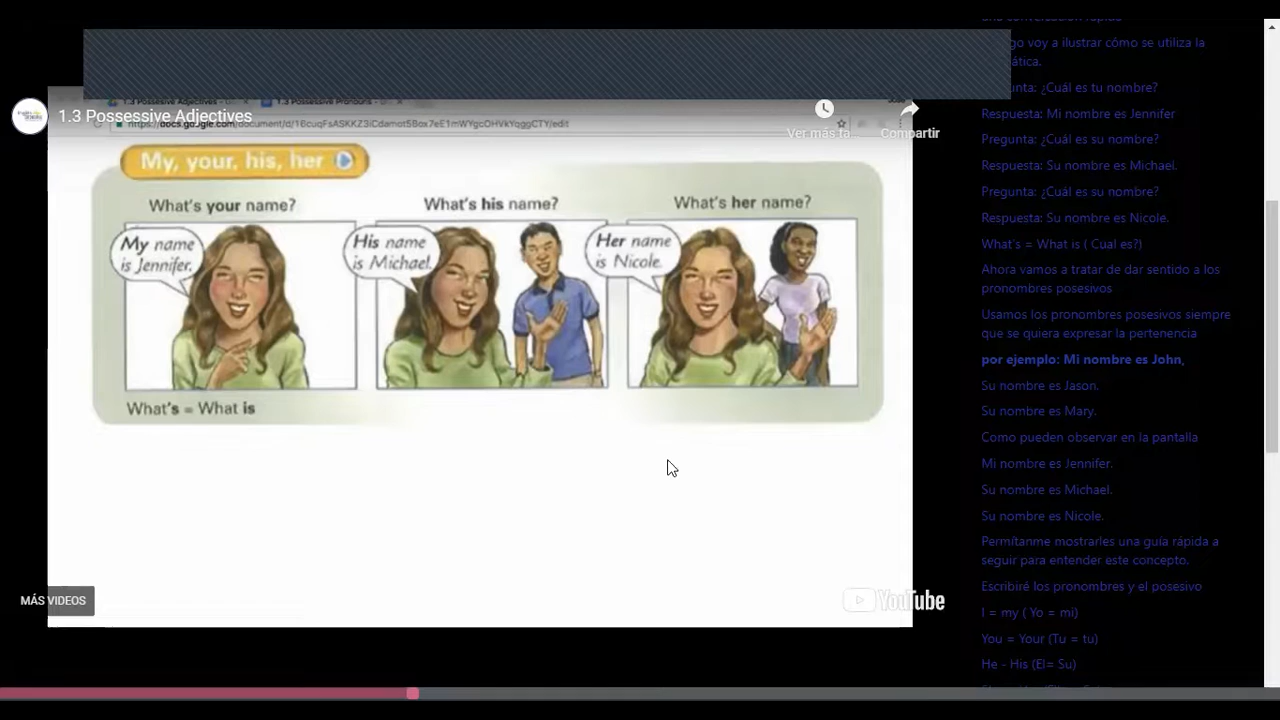 1.3 Possessive Adjectives
Ver más ta...
Compartir
My, your, his, her
What's your name?
What's his name?
What's her name?
My name
is Jennifer.
His name
is Michael.
Her name
is Nicole.
What's = What is
MÁS VIDEOS
YouTube
go voy a ilustrar cómo se utiliza la
Respuesta: Mi nombre es Jennifer
Pregunta: ¿Cuál es su nombre?
Respuesta: Su nombre es Michael.
Pregunta: ¿Cuál es su nombre?
Respuesta: Su nombre es Nicole.
What's = What is ( Cual es?)
Ahora vamos a tratar de dar sentido a los
pronombres posesivos
Usamos los pronombres posesivos siempre
que se quiera expresar la pertenencia
por ejemplo: Mi nombre es John,
Su nombre es Jason.
Su nombre es Mary.
Como pueden observar en la pantalla
Mi nombre es Jennifer.
Su nombre es Michael.
Su nombre es Nicole.
Permítanme mostrarles una guía rápida a
seguir para entender este concepto.
Escribiré los pronombres y el posesivo
I = my ( Yo = mi)
You = Your (Tu = tu)
He - His (El= Su)